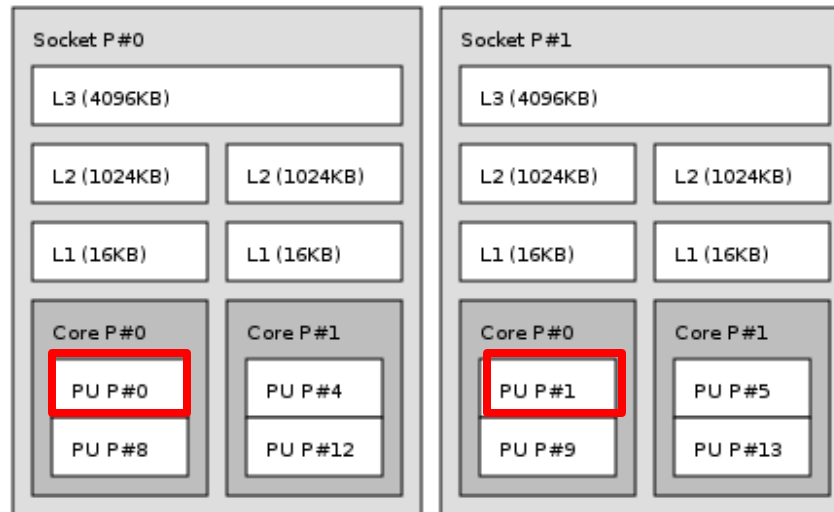 Socket P#0
L3 (4096KB)
L2 (1024KB) L2 (1024KB)
L1 (16KB) L1 (16KB)
Core P#0 Core P#1
PU P#0 PU P#4
PU P#8 PU P#12
Socket P#1
L3 (4096KB)
L2 (1024KB) L2 (1024KB)
L1 (16KB) L1 (16KB)
Core P#0 Core P#1
PU P#1 PU P#5
PU P#9 PU P#13